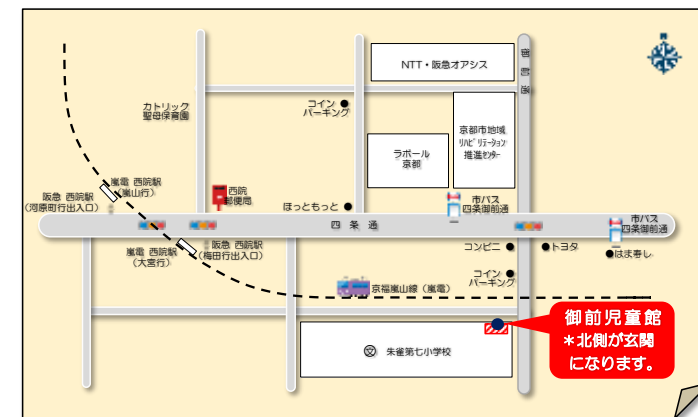 NTT・阪急オアシス
御
前
通
カトリック
聖母保育園
コイン
パーキング
京都市地域
ﾘﾊﾋﾞﾘﾃｰｼｮﾝ
推進ｾﾝﾀｰ
ラボール
京都
嵐電 西院駅
(嵐山行)
阪急 西院駅
(河原町行出入口)
西院
郵便局
ほっともっと
市バス
四条御前通
四 条 通
市バス
四条御前通
嵐電 西院駅
(大宮行)
阪急 西院駅
(梅田行出入口)
コンビニ
トヨタ
はま寿し
コイン
パーキング
京福嵐山線（嵐電）
御前児童館
＊北側が玄関
になります。
文
朱雀第七小学校